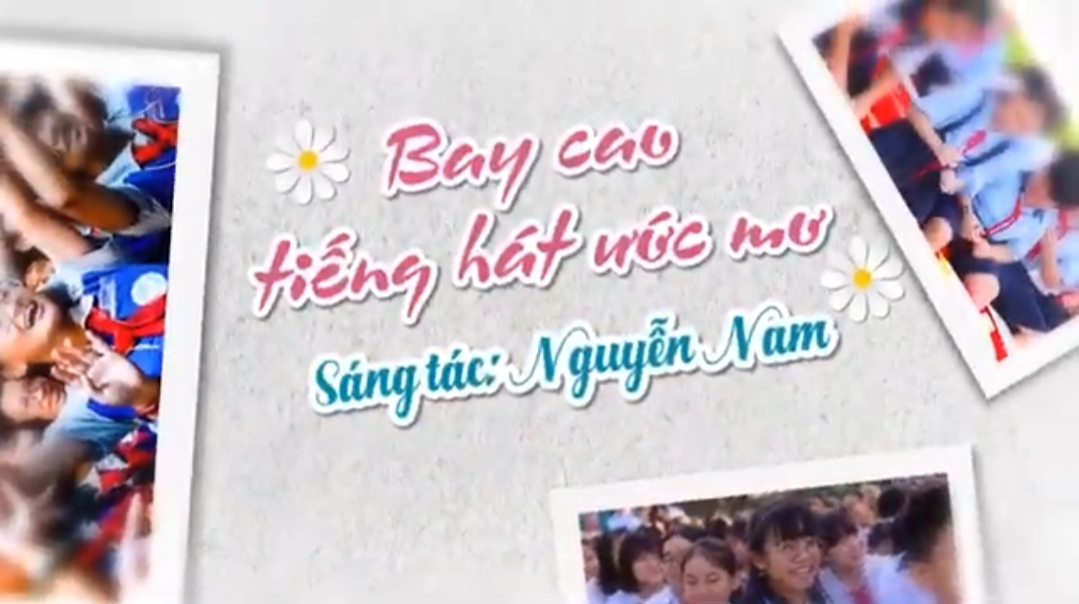 Bay cao
tiếng hát ước mơ
Sáng tác: Nguyễn Nam